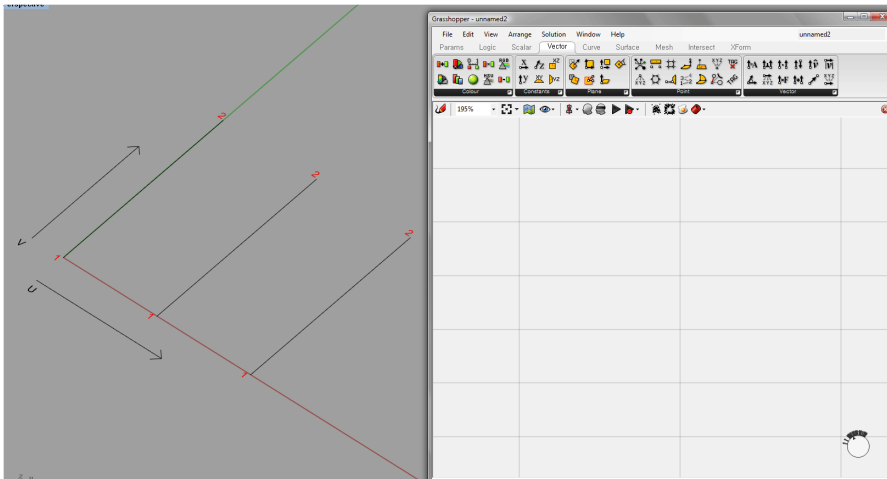 Perspective
Grasshopper - unnamed2
File Edit View Arrange Solution Window Help unnamed2
Params Logic Scalar Vector Curve Surface Mesh Intersect XForm
Colour Constants Plane Point Vector
195%
2
2
2
V
1
U
1
1
z